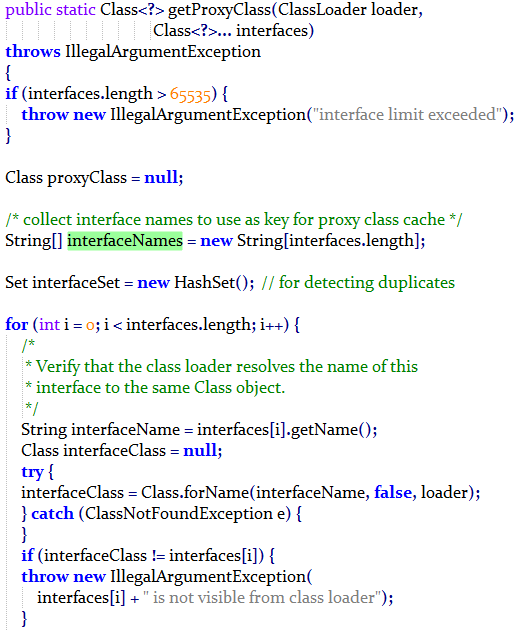 public static Class<?> getProxyClass(ClassLoader loader,
Class<?>... interfaces)
throws IllegalArgumentException
{
if (interfaces.length > 65535) {
throw new IllegalArgumentException("interface limit exceeded");
}
Class proxyClass = null;
/* collect interface names to use as key for proxy class cache */
String[] interfaceNames = new String[interfaces.length];
Set interfaceSet = new HashSet(); // for detecting duplicates
for (int i = 0; i < interfaces.length; i++) {
/*
* Verify that the class loader resolves the name of this
* interface to the same Class object.
*/
String interfaceName = interfaces[i].getName();
Class interfaceClass = null;
try {
interfaceClass = Class.forName(interfaceName, false, loader);
} catch (ClassNotFoundException e) {
}
if (interfaceClass != interfaces[i]) {
throw new IllegalArgumentException(
interfaces[i] + " is not visible from class loader");
}